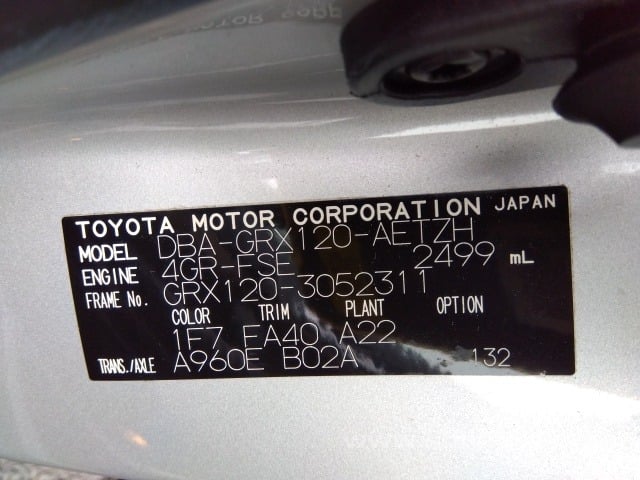 TOYOTA MOTOR CORPORATION JAPAN
MODEL DBA-GRX120-AETZH
ENGINE 4GR-FSE 2499 mL
FRAME No. GRX120-3052311
COLOR TRIM PLANT OPTION
1F7 EA40 A22
TRANS./AXLE A960E B02A 132